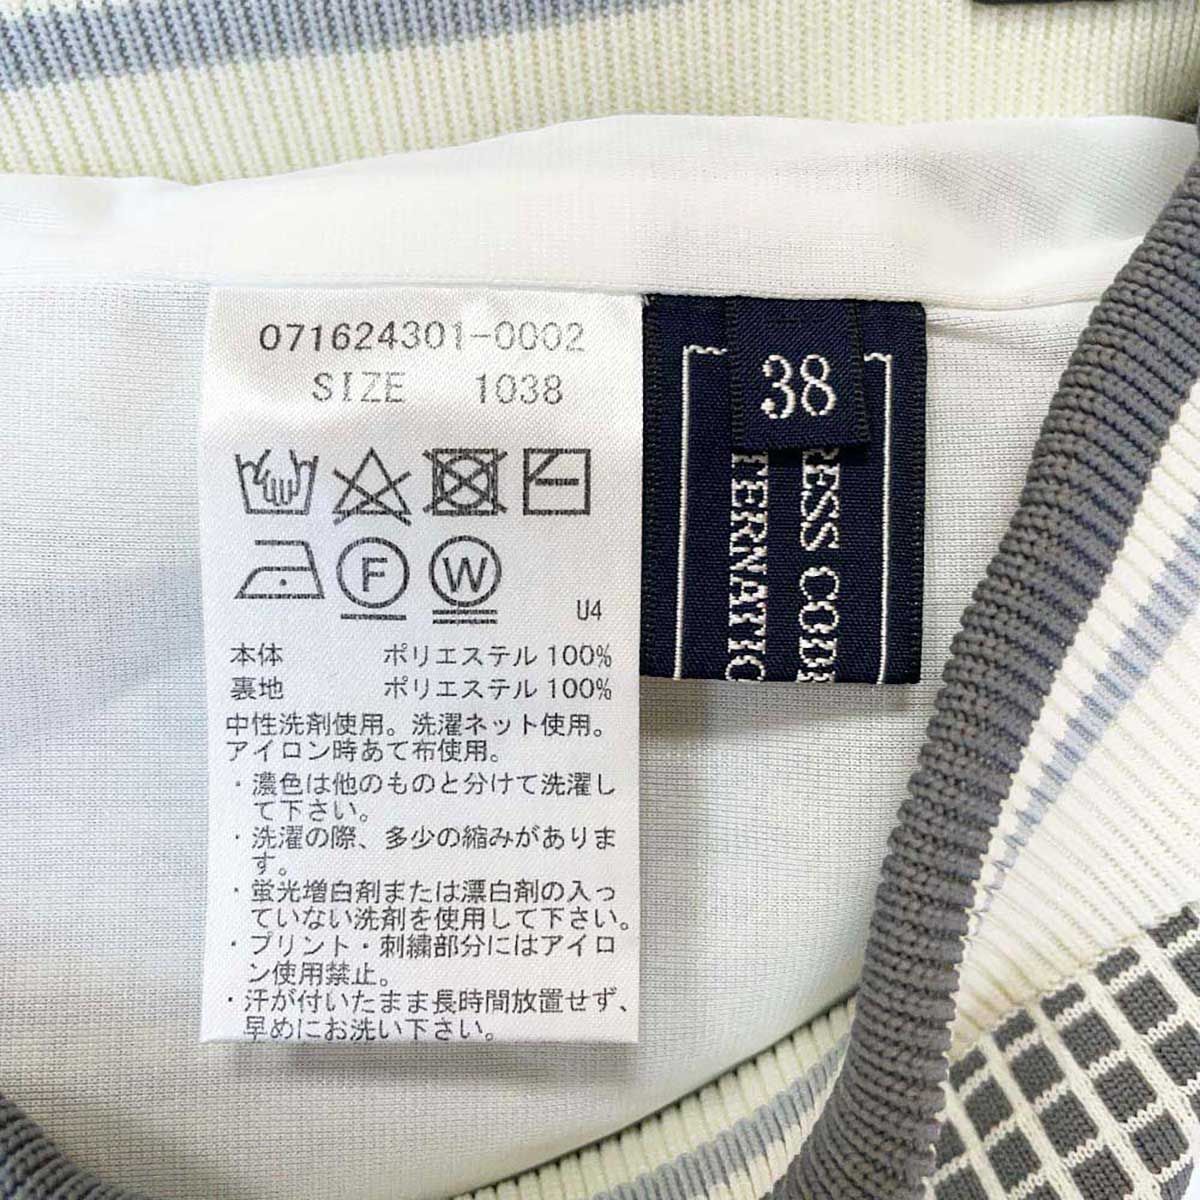 071624301-0002
SIZE 1038
F W
U4
本体 ポリエステル 100%
裏地 ポリエステル 100%
中性洗剤使用。洗濯ネット使用。
アイロン時あて布使用。
・濃色は他のものと分けて洗濯し
て下さい。
・洗濯の際、多少の縮みがありま
す。
・蛍光増白剤または漂白剤の入っ
ていない洗剤を使用して下さい。
・プリント・刺繍部分にはアイロ
ン使用禁止。
・汗が付いたまま長時間放置せず、
早めにお洗い下さい。
38
RESS CODE
TERNATIO